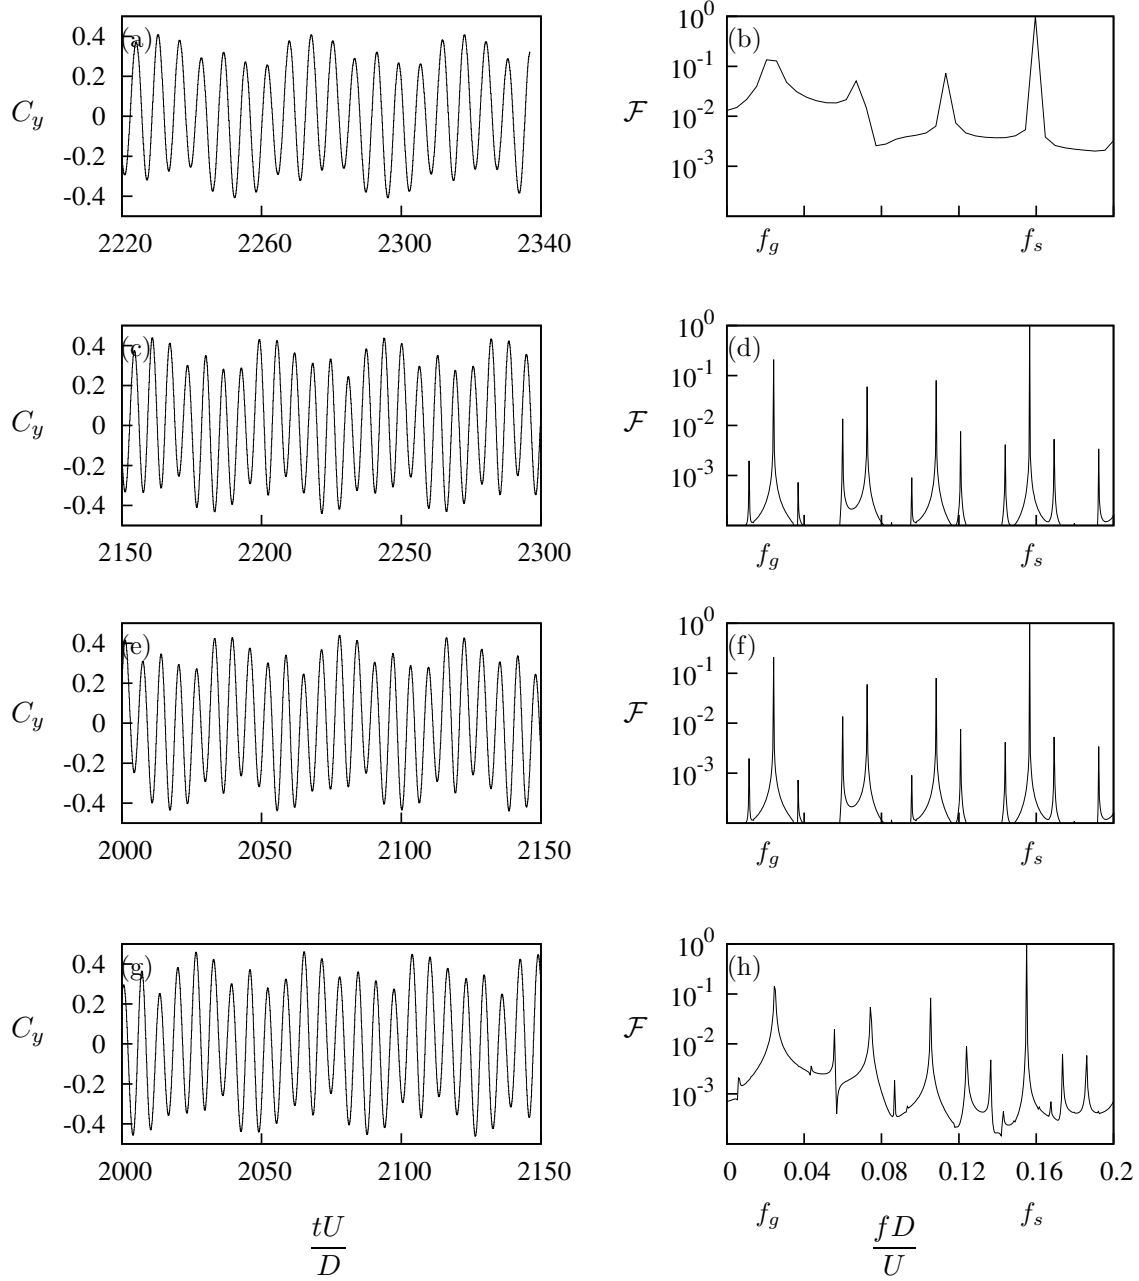 (a)
0.4
0.2
0
-0.2
-0.4
C_y
2220 2260 2300 2340
(b)
10^0
10^-1
10^-2
10^-3
ℱ
f_g f_s
(c)
0.4
0.2
0
-0.2
-0.4
C_y
2150 2200 2250 2300
(d)
10^0
10^-1
10^-2
10^-3
ℱ
f_g f_s
(e)
0.4
0.2
0
-0.2
-0.4
C_y
2000 2050 2100 2150
(f)
10^0
10^-1
10^-2
10^-3
ℱ
f_g f_s
(g)
0.4
0.2
0
-0.2
-0.4
C_y
2000 2050 2100 2150
tU
D
(h)
10^0
10^-1
10^-2
10^-3
ℱ
0 0.04 0.08 0.12 0.16 0.2
f_g f_s
fD
U